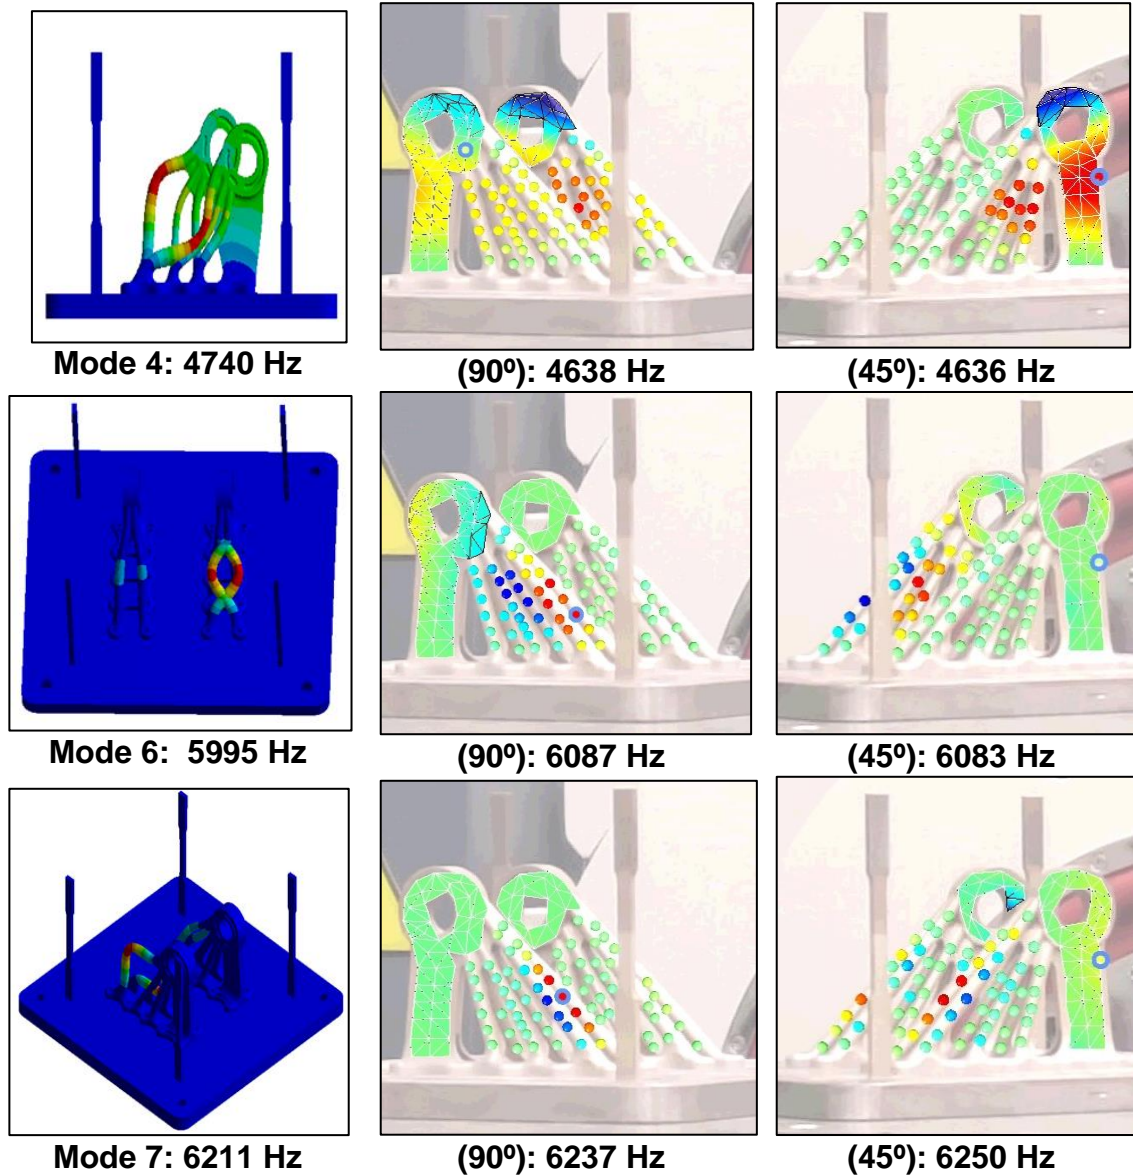 Mode 4: 4740 Hz
(90º): 4638 Hz
(45º): 4636 Hz
Mode 6:  5995 Hz
(90º): 6087 Hz
(45º): 6083 Hz
Mode 7: 6211 Hz
(90º): 6237 Hz
(45º): 6250 Hz